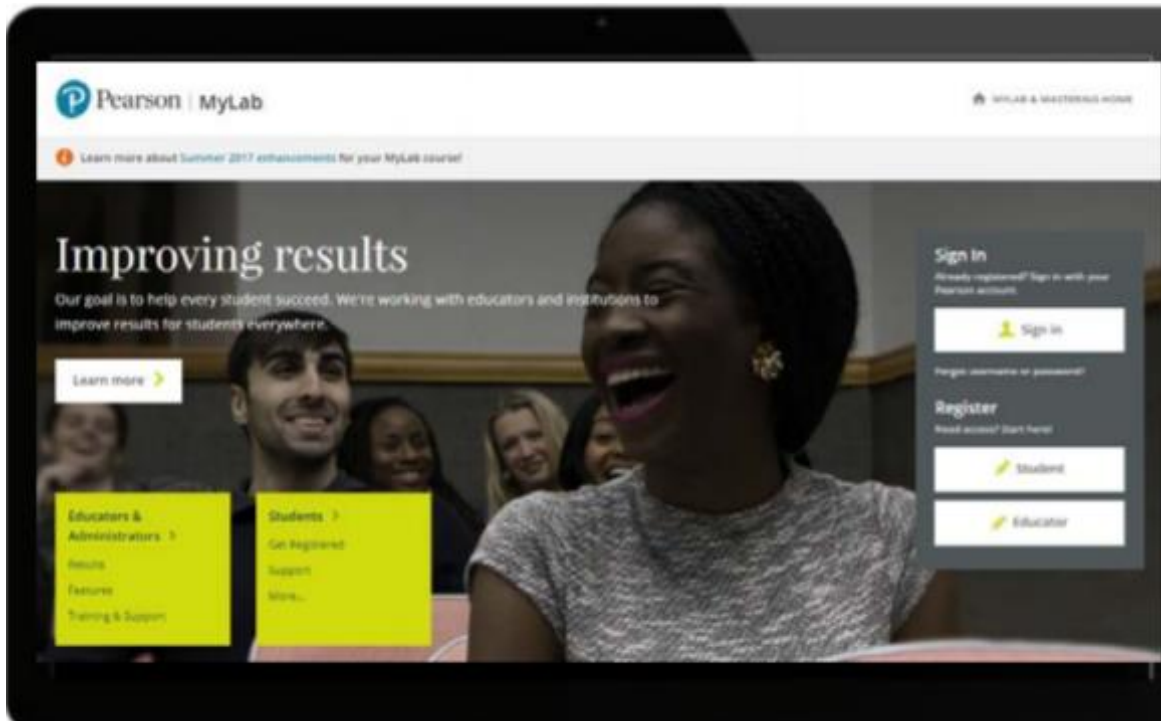 Pearson | MyLab
MYLAB & MASTERING HOME
Learn more about Summer 2017 enhancements for your MyLab course!
Improving results
Our goal is to help every student succeed. We're working with educators and institutions to
improve results for students everywhere.
Learn more
Educators &
Administrators
Results
Features
Training & Support
Students
Get Registered
Support
More...
Sign In
Already registered? Sign in with your
Pearson account.
Sign in
Forgot username or password?
Register
Need access? Start here!
Student
Educator